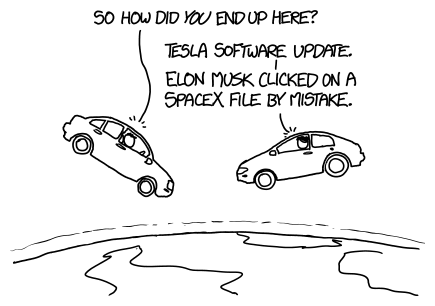 SO HOW DID YOU END UP HERE?
TESLA SOFTWARE UPDATE.
ELON MUSK CLICKED ON A
SPACEX FILE BY MISTAKE.